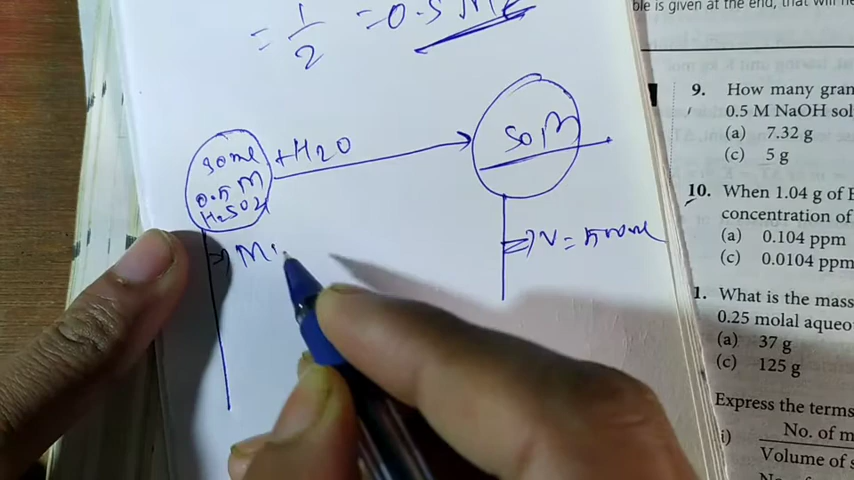 = 1/2 = 0.5
30ml
0.5 M
H2SO4
+H2O
Som
→ M1
→ V = 500ml
ble is given at the end, that will
9. How many gran
0.5 M NaOH sol
(a) 7.32 g
(c) 5 g
10. When 1.04 g of
concentration of
(a) 0.104 ppm
(c) 0.0104 ppm
1. What is the mass
0.25 molal aqueo
(a) 37 g
(c) 125 g
Express the terms
i) No. of m
Volume of s